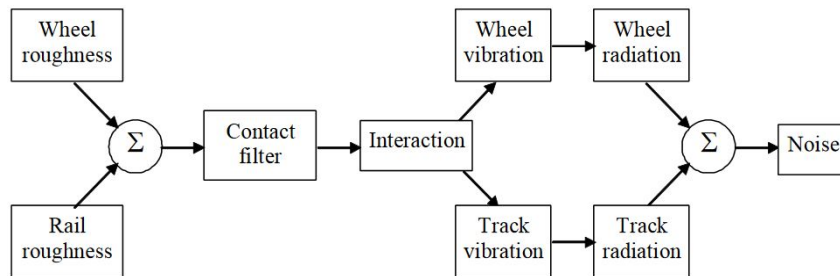 Wheel
roughness
Rail
roughness
Σ
Contact
filter
Interaction
Wheel
vibration
Wheel
radiation
Track
vibration
Track
radiation
Σ
Noise